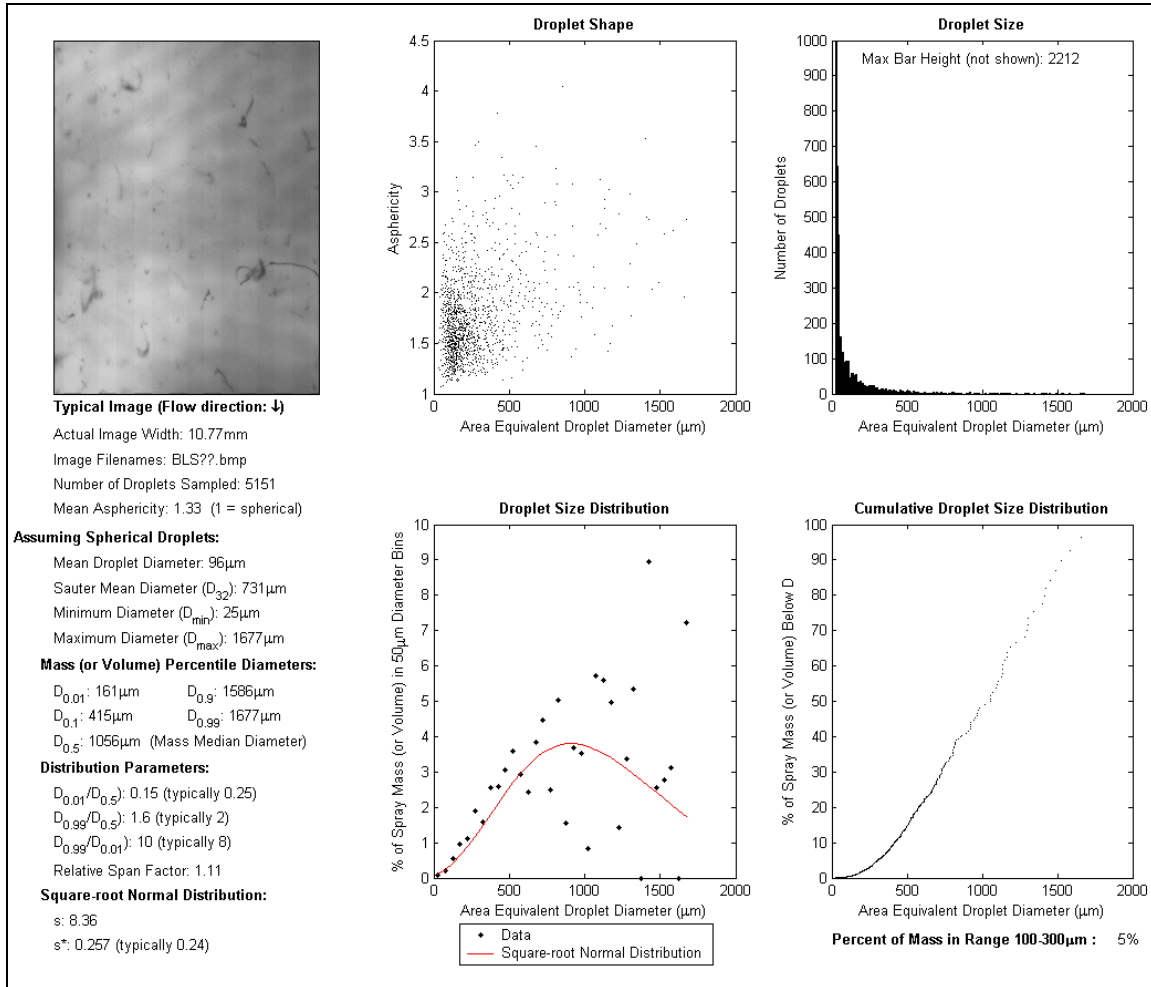 Typical Image (Flow direction: ↓)
Actual Image Width: 10.77mm
Image Filenames: BLS??.bmp
Number of Droplets Sampled: 5151
Mean Asphericity: 1.33 (1 = spherical)
Assuming Spherical Droplets:
Mean Droplet Diameter: 96μm
Sauter Mean Diameter (D32): 731μm
Minimum Diameter (Dmin): 25μm
Maximum Diameter (Dmax): 1677μm
Mass (or Volume) Percentile Diameters:
D0.01: 161μm D0.9: 1586μm
D0.1: 415μm D0.99: 1677μm
D0.5: 1056μm (Mass Median Diameter)
Distribution Parameters:
D0.01/D0.5): 0.15 (typically 0.25)
D0.99/D0.5): 1.6 (typically 2)
D0.99/D0.01): 10 (typically 8)
Relative Span Factor: 1.11
Square-root Normal Distribution:
s: 8.36
s*: 0.257 (typically 0.24)
Droplet Shape
4.5
4
3.5
3
2.5
2
1.5
1
Asphericity
0 500 1000 1500 2000
Area Equivalent Droplet Diameter (μm)
Droplet Size
Max Bar Height (not shown): 2212
1000
900
800
700
600
500
400
300
200
100
0
Number of Droplets
0 500 1000 1500 2000
Area Equivalent Droplet Diameter (μm)
Droplet Size Distribution
10
9
8
7
6
5
4
3
2
1
0
% of Spray Mass (or Volume) in 50μm Diameter Bins
0 500 1000 1500 2000
Area Equivalent Droplet Diameter (μm)
Data
Square-root Normal Distribution
Cumulative Droplet Size Distribution
100
90
80
70
60
50
40
30
20
10
0
% of Spray Mass (or Volume) Below D
0 500 1000 1500 2000
Area Equivalent Droplet Diameter (μm)
Percent of Mass in Range 100-300μm : 5%